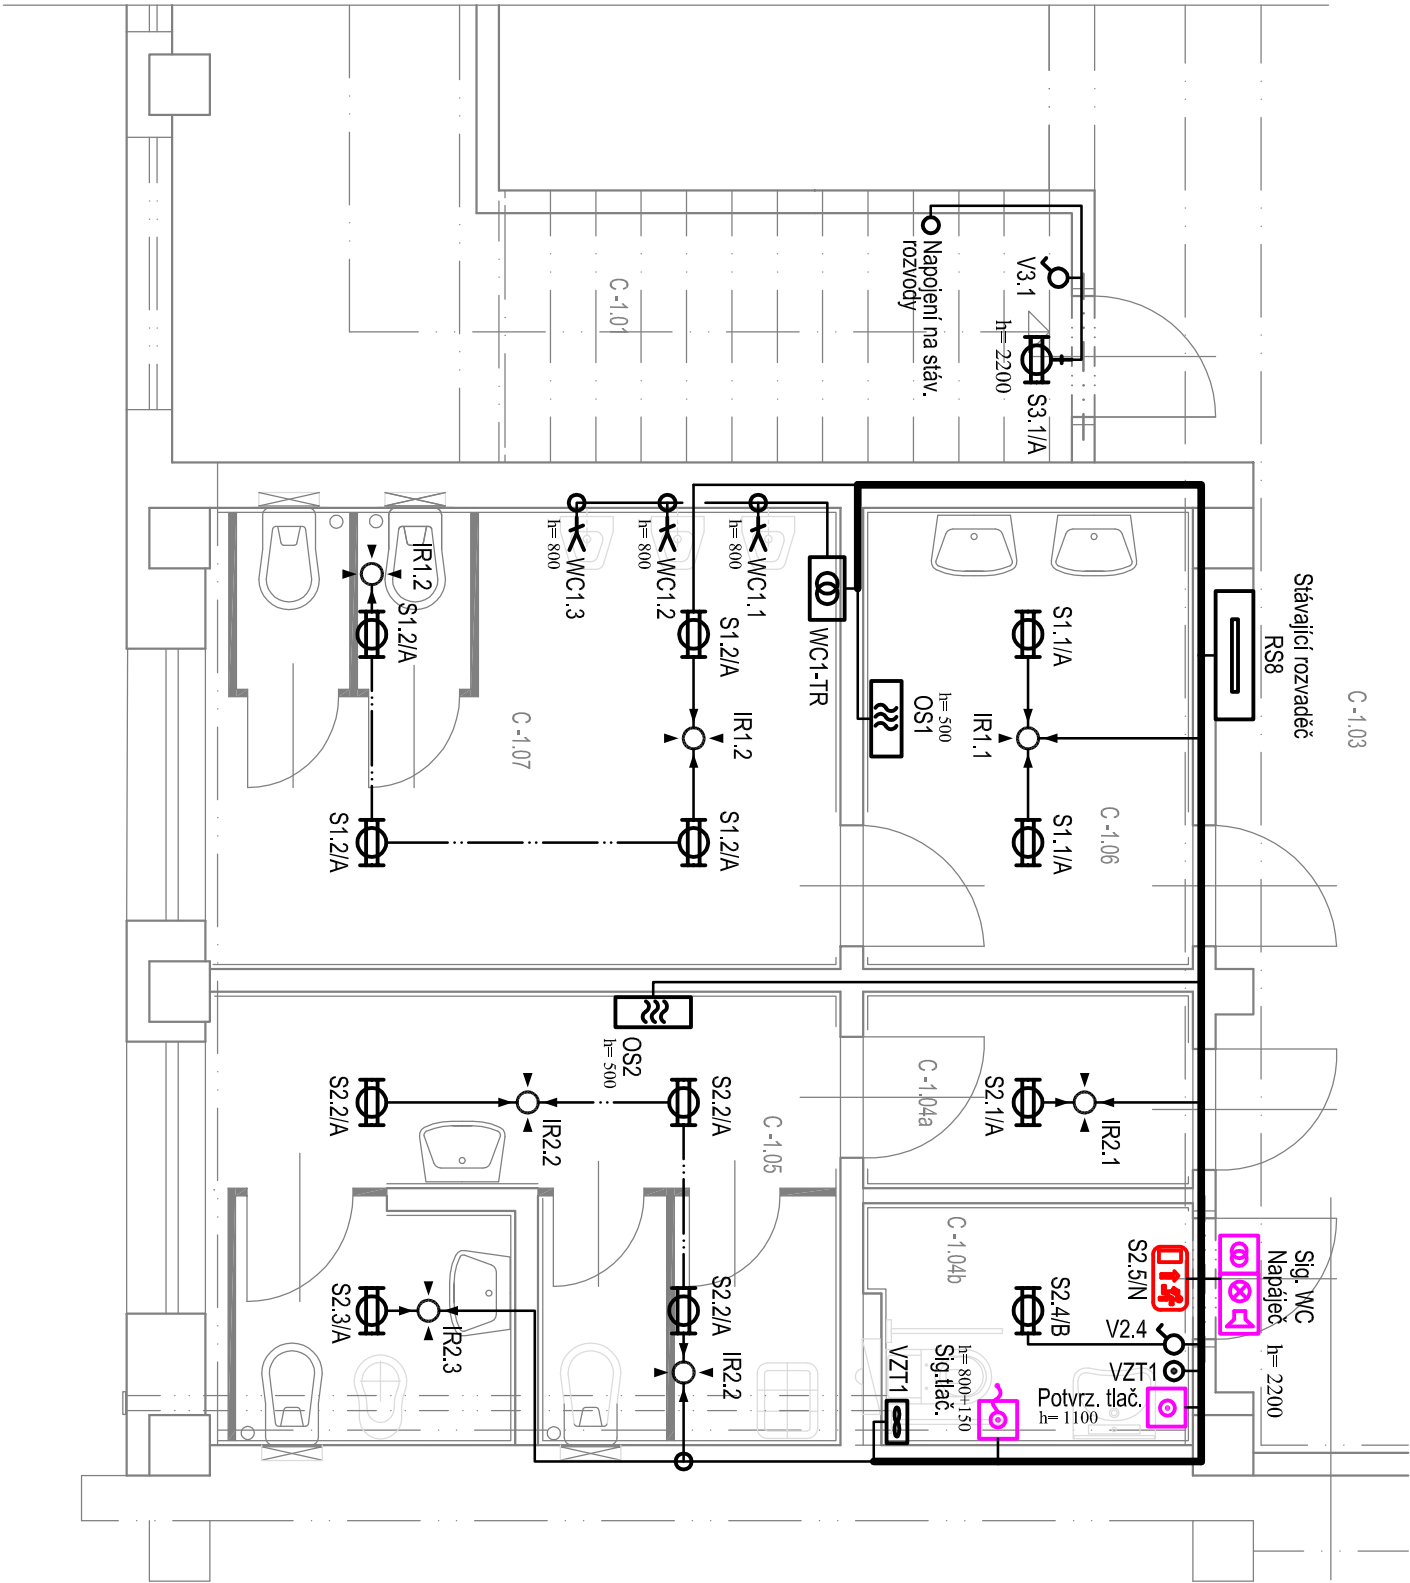 C -1.01
Napojení na stáv.
rozvody
V3.1
h= 2200
S3.1/A
Stávající rozvaděč
RS8
C -1.03
WC1.3
h= 800
WC1.2
h= 800
WC1.1
h= 800
WC1-TR
IR1.2
S1.2/A
S1.2/A
IR1.2
S1.2/A
S1.2/A
C -1.07
OS1
h= 500
S1.1/A
IR1.1
S1.1/A
C -1.06
OS2
h= 500
S2.2/A
IR2.2
S2.2/A
C -1.05
C -1.04a
S2.1/A
IR2.1
S2.3/A
IR2.3
S2.2/A
IR2.2
C -1.04b
S2.4/B
S2.5/N
V2.4
VZT1
Potvrz. tlač.
h= 1100
VZT1
Sig.tlač.
h= 800+150
Sig. WC
Napáječ
h= 2200